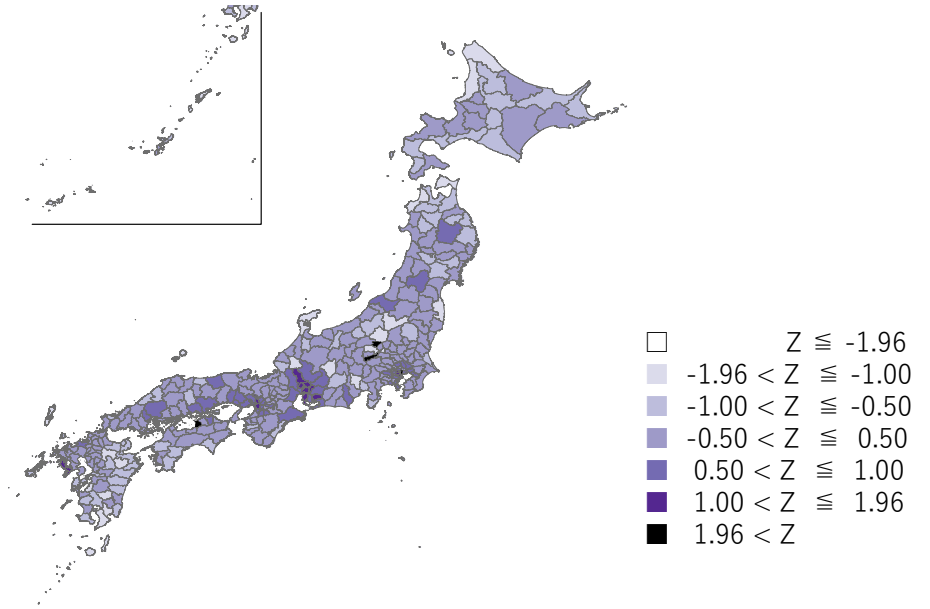 Z ≦ -1.96
-1.96 < Z ≦ -1.00
-1.00 < Z ≦ -0.50
-0.50 < Z ≦ 0.50
0.50 < Z ≦ 1.00
1.00 < Z ≦ 1.96
1.96 < Z